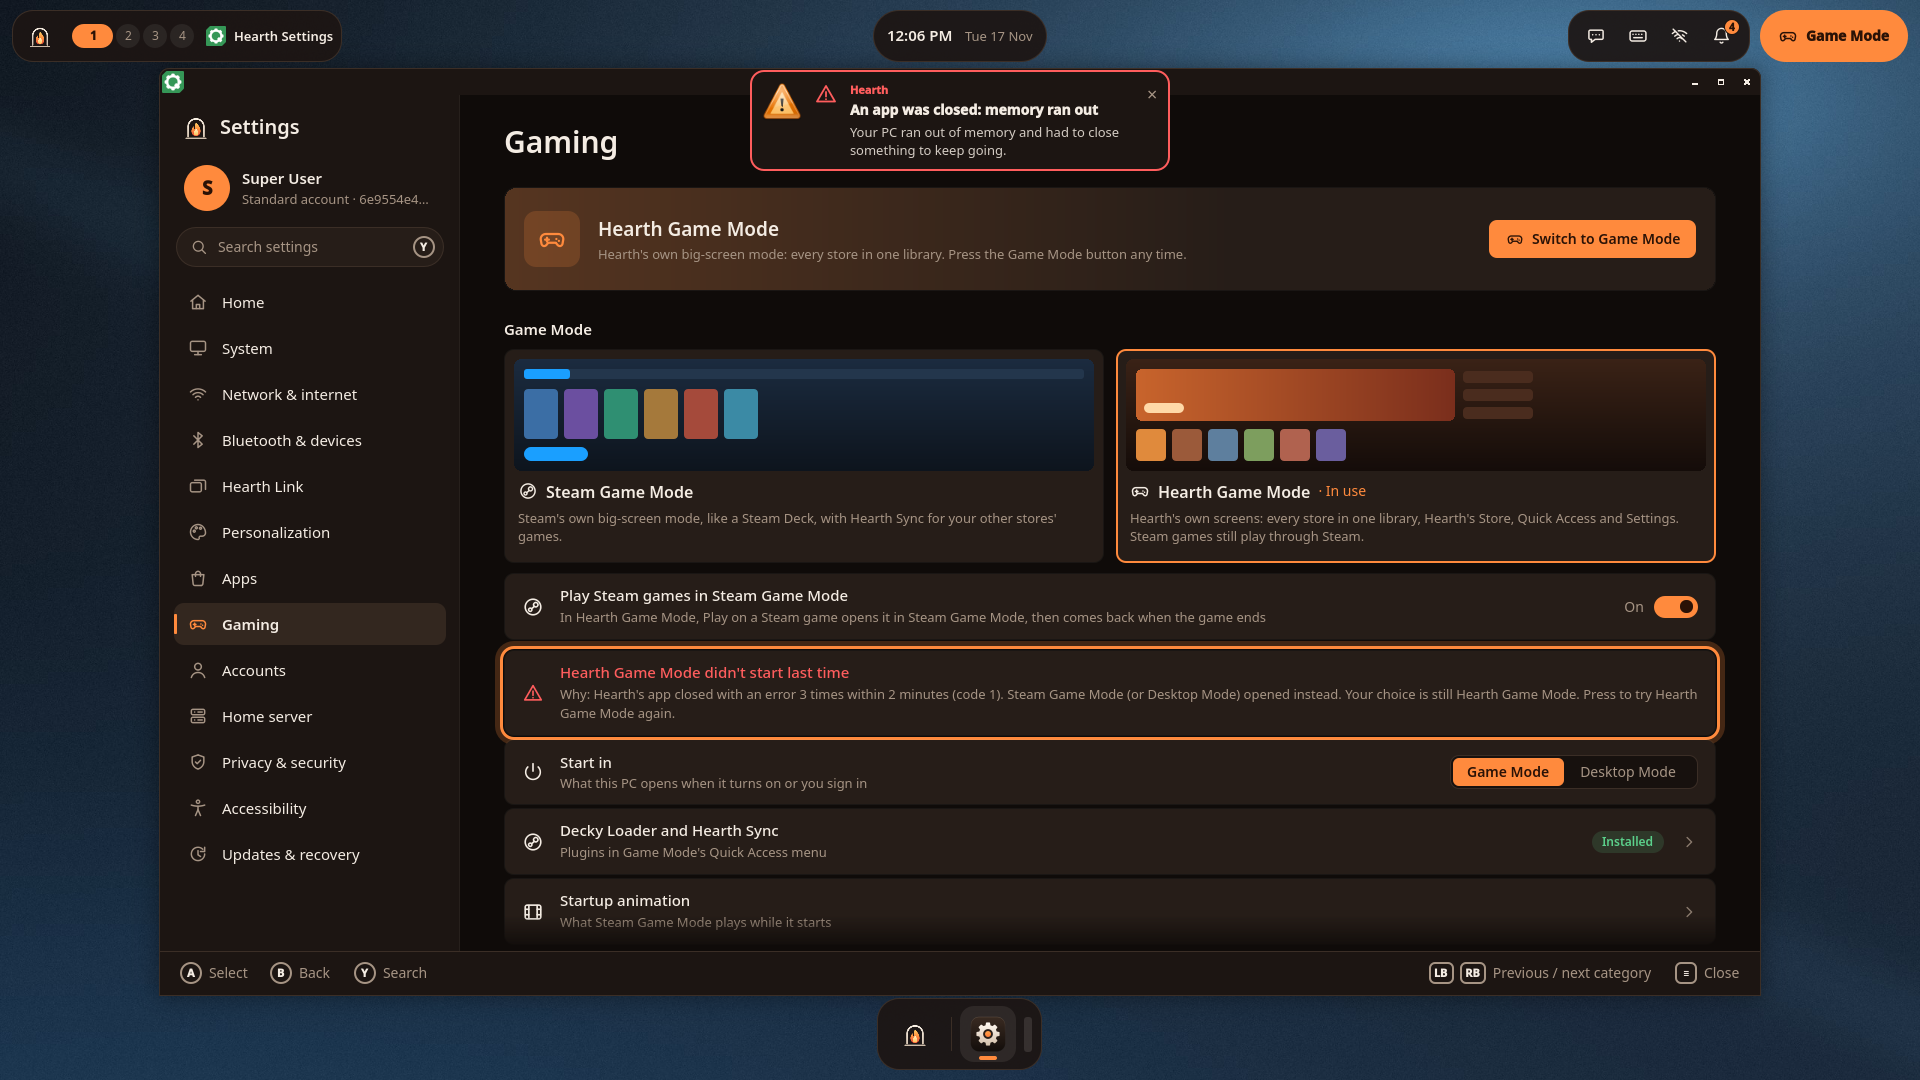 1 2 3 4 Hearth Settings
12:06 PM Tue 17 Nov
4
Game Mode
Hearth
An app was closed: memory ran out
Your PC ran out of memory and had to close
something to keep going.
Settings
S
Super User
Standard account · 6e9554e4...
Search settings Y
Home
System
Network & internet
Bluetooth & devices
Hearth Link
Personalization
Apps
Gaming
Accounts
Home server
Privacy & security
Accessibility
Updates & recovery
Gaming
Hearth Game Mode
Hearth's own big-screen mode: every store in one library. Press the Game Mode button any time.
Switch to Game Mode
Game Mode
Steam Game Mode
Steam's own big-screen mode, like a Steam Deck, with Hearth Sync for your other stores'
games.
Hearth Game Mode · In use
Hearth's own screens: every store in one library, Hearth's Store, Quick Access and Settings.
Steam games still play through Steam.
Play Steam games in Steam Game Mode
In Hearth Game Mode, Play on a Steam game opens it in Steam Game Mode, then comes back when the game ends
On
Hearth Game Mode didn't start last time
Why: Hearth's app closed with an error 3 times within 2 minutes (code 1). Steam Game Mode (or Desktop Mode) opened instead. Your choice is still Hearth Game Mode. Press to try Hearth
Game Mode again.
Start in
What this PC opens when it turns on or you sign in
Game Mode Desktop Mode
Decky Loader and Hearth Sync
Plugins in Game Mode's Quick Access menu
Installed
Startup animation
What Steam Game Mode plays while it starts
A Select B Back Y Search
LB RB Previous / next category Close